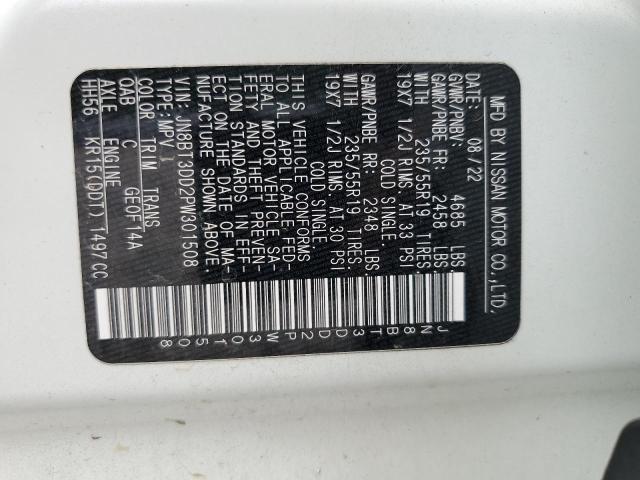 MFD BY NISSAN MOTOR CO.,LTD.
DATE: 08/22
GVWR/PNBV: 4685 LBS.
GAWR/PNBE FR: 2458 LBS.
WITH 235/55R19 TIRES.
19X7 1/2J RIMS. AT 33 PSI
COLD SINGLE.
GAWR/PNBE RR: 2348 LBS.
WITH 235/55R19 TIRES.
19X7 1/2J RIMS. AT 30 PSI
COLD SINGLE.
THIS VEHICLE CONFORMS
TO ALL APPLICABLE FED-
ERAL MOTOR VEHICLE SA-
FETY AND THEFT PREVEN-
TION STANDARDS IN EFF-
ECT ON THE DATE OF MA-
NUFACTURE SHOWN ABOVE.
JN8BT3DD2PW301508
TYPE:MPV
COLOR TRIM TRANS
QAB C GE0F14A
AXLE ENGINE
HH56 KR15(DDT) 1497CC
JN8BT3DD2PW301508